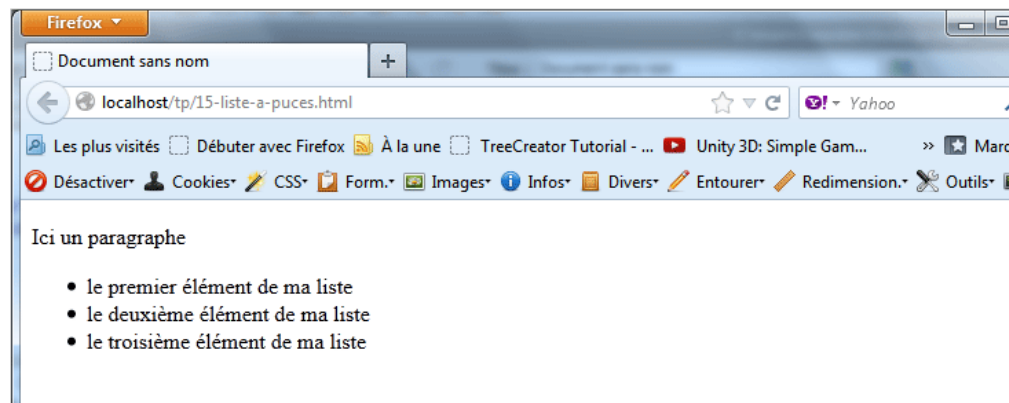 Firefox
Document sans nom
localhost/tp/15-liste-a-puces.html
Yahoo
Les plus visités Débuter avec Firefox À la une TreeCreator Tutorial - ... Unity 3D: Simple Gam... » Marc
Désactiver Cookies CSS Form. Images Infos Divers Entourer Redimension. Outils
Ici un paragraphe
• le premier élément de ma liste
• le deuxième élément de ma liste
• le troisième élément de ma liste